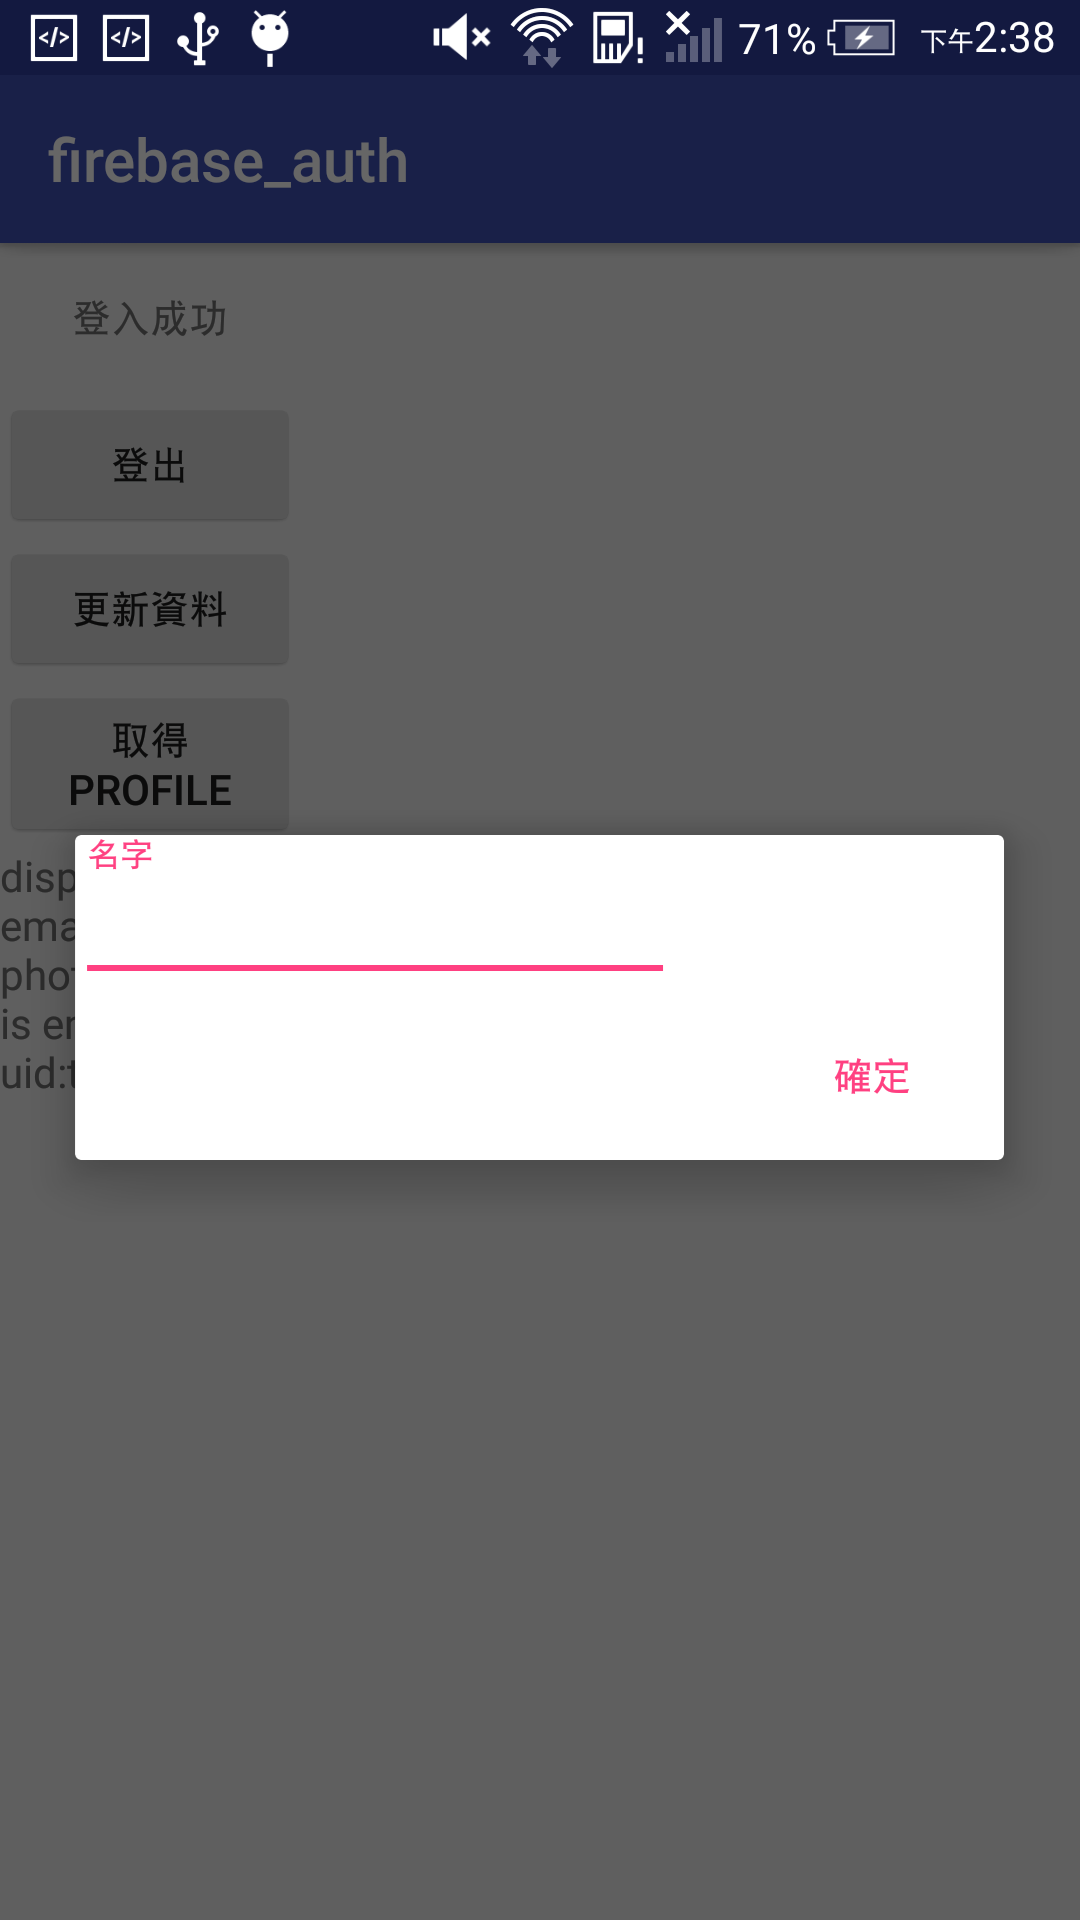 71% 下午2:38
firebase_auth
登入成功
登出
更新資料
取得
PROFILE
disp
ema
phot
is er
uid:t
名字
確定